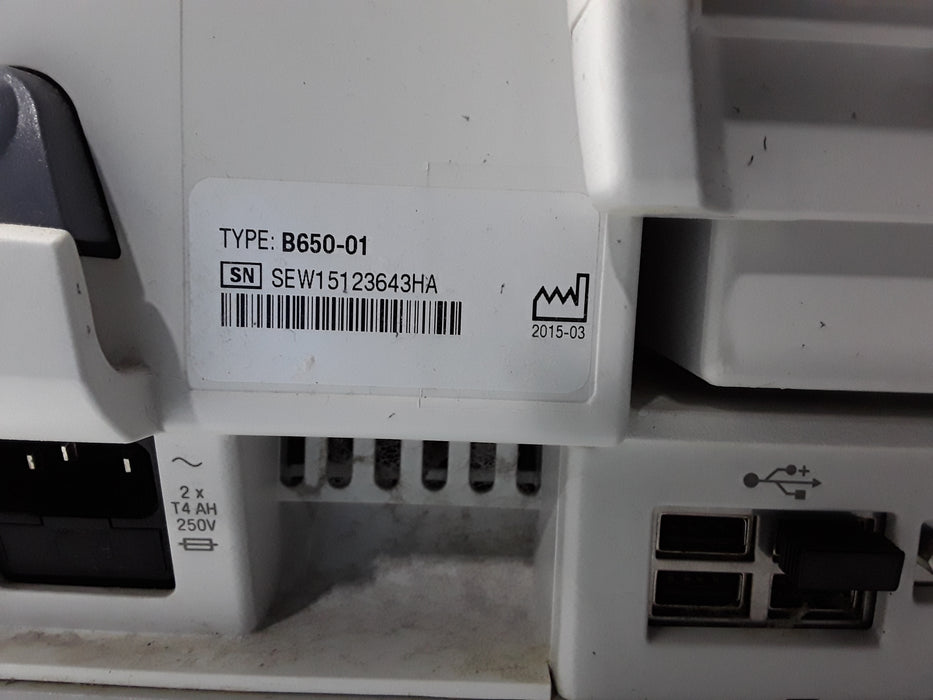 TYPE: B650-01
SN SEW15123643HA
2015-03
2 x
T4 AH
250V